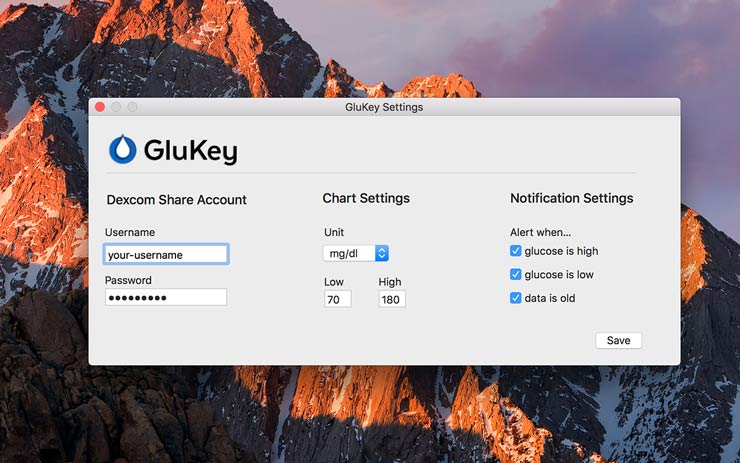 GluKey Settings
GluKey
Dexcom Share Account
Username
your-username
Password
Chart Settings
Unit
mg/dl
Low
High
70
180
Notification Settings
Alert when...
glucose is high
glucose is low
data is old
Save